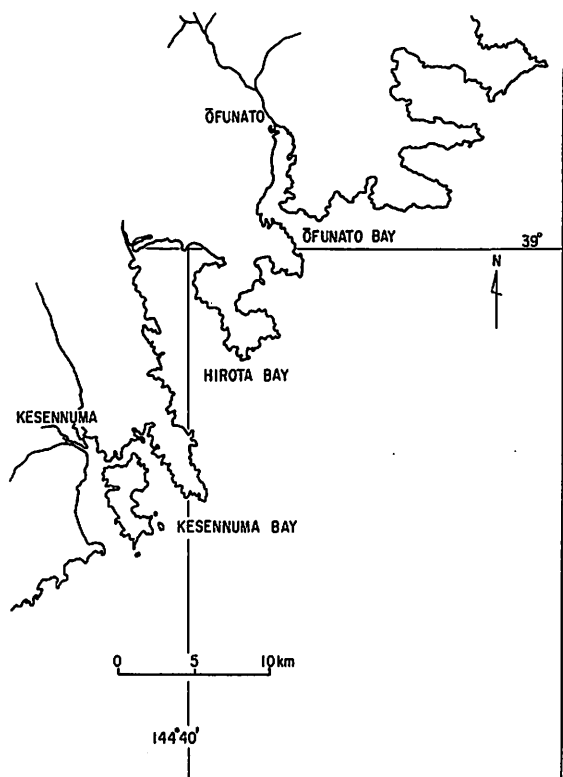 ŌFUNATO
ŌFUNATO BAY
39°
N
HIROTA BAY
KESENNUMA
KESENNUMA BAY
0 5 10km
144°40'